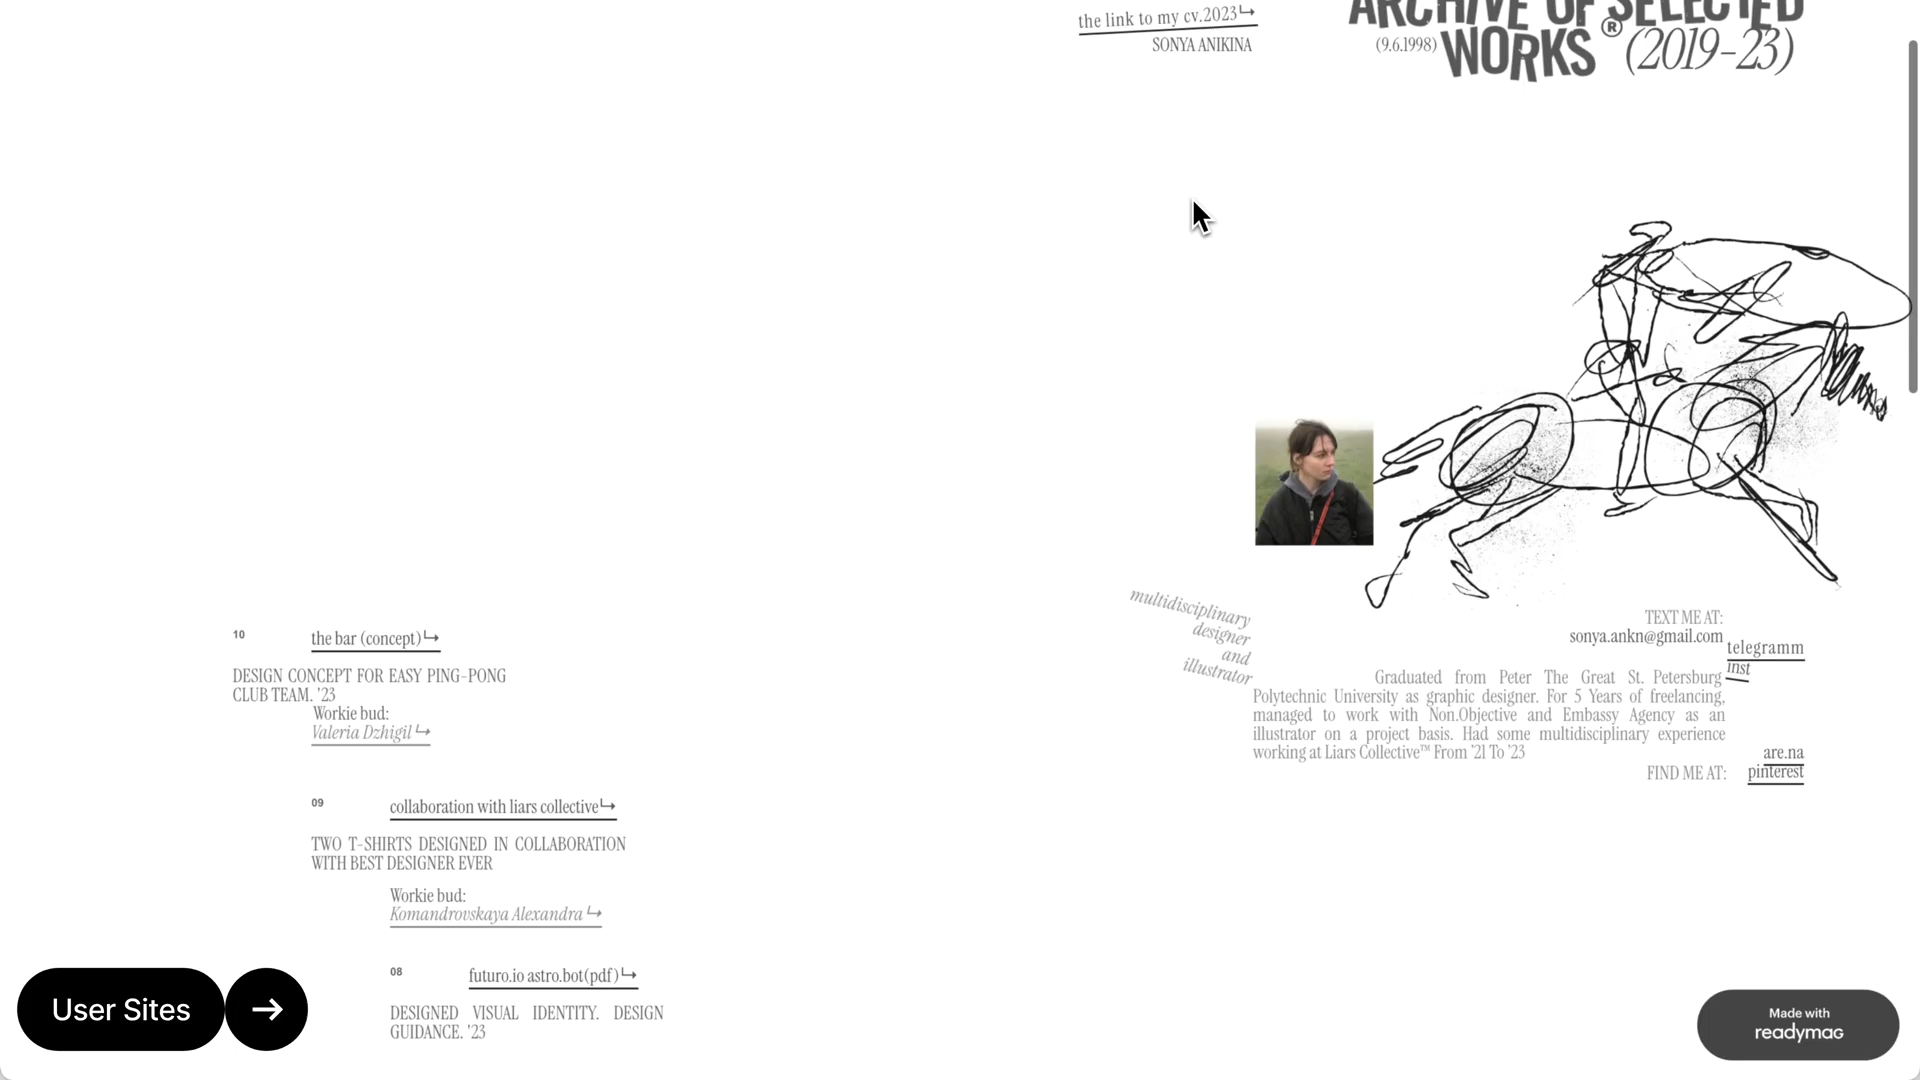 the link to my cv.2023↳
SONYA ANIKINA
ARCHIVE OF SELECTED
(9.6.1998) WORKS ® (2019–23)
multidisciplinary
designer
and
illustrator
TEXT ME AT:
sonya.ankn@gmail.com
telegramm
inst
Graduated from Peter The Great St. Petersburg
Polytechnic University as graphic designer. For 5 Years of freelancing,
managed to work with Non.Objective and Embassy Agency as an
illustrator on a project basis. Had some multidisciplinary experience
working at Liars Collective™ From '21 To '23
are.na
FIND ME AT: pinterest
10 the bar (concept)↳
DESIGN CONCEPT FOR EASY PING-PONG
CLUB TEAM. '23
Workie bud:
Valeria Dzhigil ↳
09 collaboration with liars collective↳
TWO T-SHIRTS DESIGNED IN COLLABORATION
WITH BEST DESIGNER EVER
Workie bud:
Komandrovskaya Alexandra ↳
08 futuro.io astro.bot(pdf)↳
DESIGNED VISUAL IDENTITY. DESIGN
GUIDANCE. '23
User Sites →
Made with
readymag